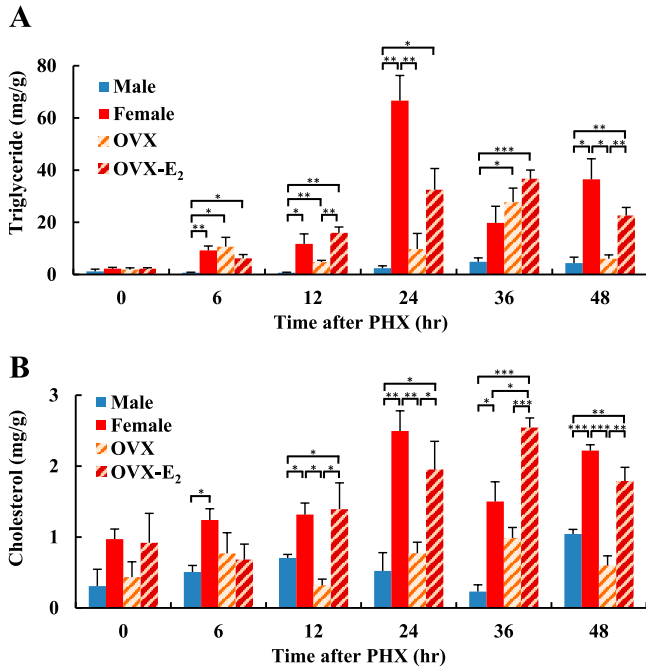 A
Triglyceride (mg/g)
80
60
40
20
0
Male
Female
OVX
OVX-E₂
** * *
* ** ** **
** ** *
* ***
* * ** **
0 6 12 24 36 48
Time after PHX (hr)
B
Cholesterol (mg/g)
3
2
1
0
Male
Female
OVX
OVX-E₂
*
* * * *
** ** * *
* *** * ***
*** *** ** **
0 6 12 24 36 48
Time after PHX (hr)